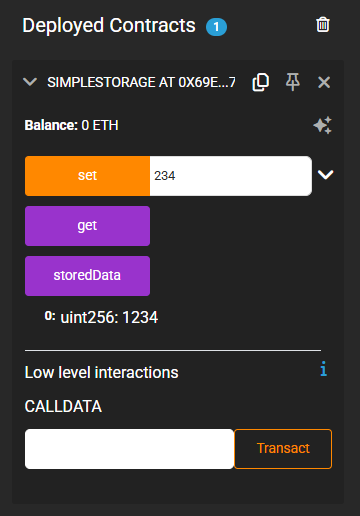 Deployed Contracts 1
SIMPLESTORAGE AT 0X69E...7
Balance: 0 ETH
set 234
get
storedData
0: uint256: 1234
Low level interactions i
CALLDATA
Transact